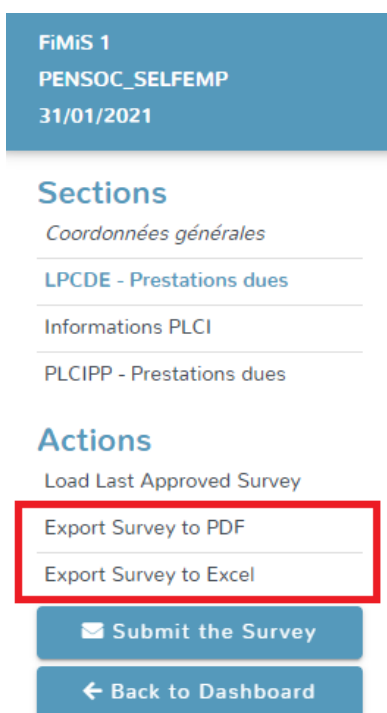 FiMiS 1
PENSOC_SELFEMP
31/01/2021
Sections
Coordonnées générales
LPCDE - Prestations dues
Informations PLCI
PLCIPP - Prestations dues
Actions
Load Last Approved Survey
Export Survey to PDF
Export Survey to Excel
Submit the Survey
Back to Dashboard